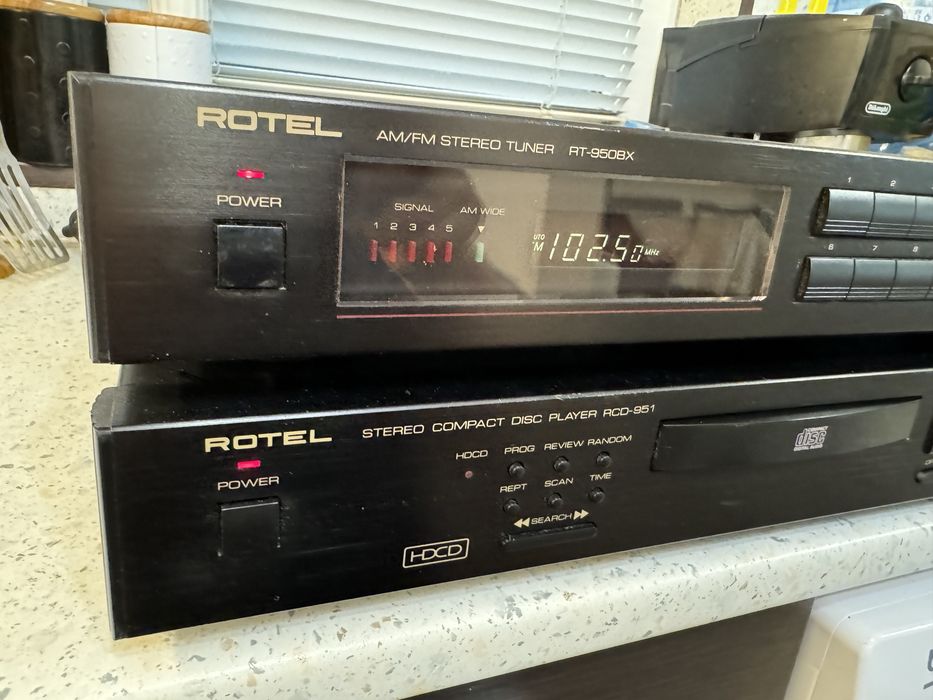 DeLonghi
ROTEL
AM/FM STEREO TUNER RT-950BX
POWER
SIGNAL
AM WIDE
1 2 3 4 5
102.50 MHz
1 2
6 7 8
ROTEL
STEREO COMPACT DISC PLAYER RCD-951
POWER
HDCD
PROG REVIEW RANDOM
REPT SCAN TIME
SEARCH
HDCD
COMPACT
disc
DIGITAL AUDIO